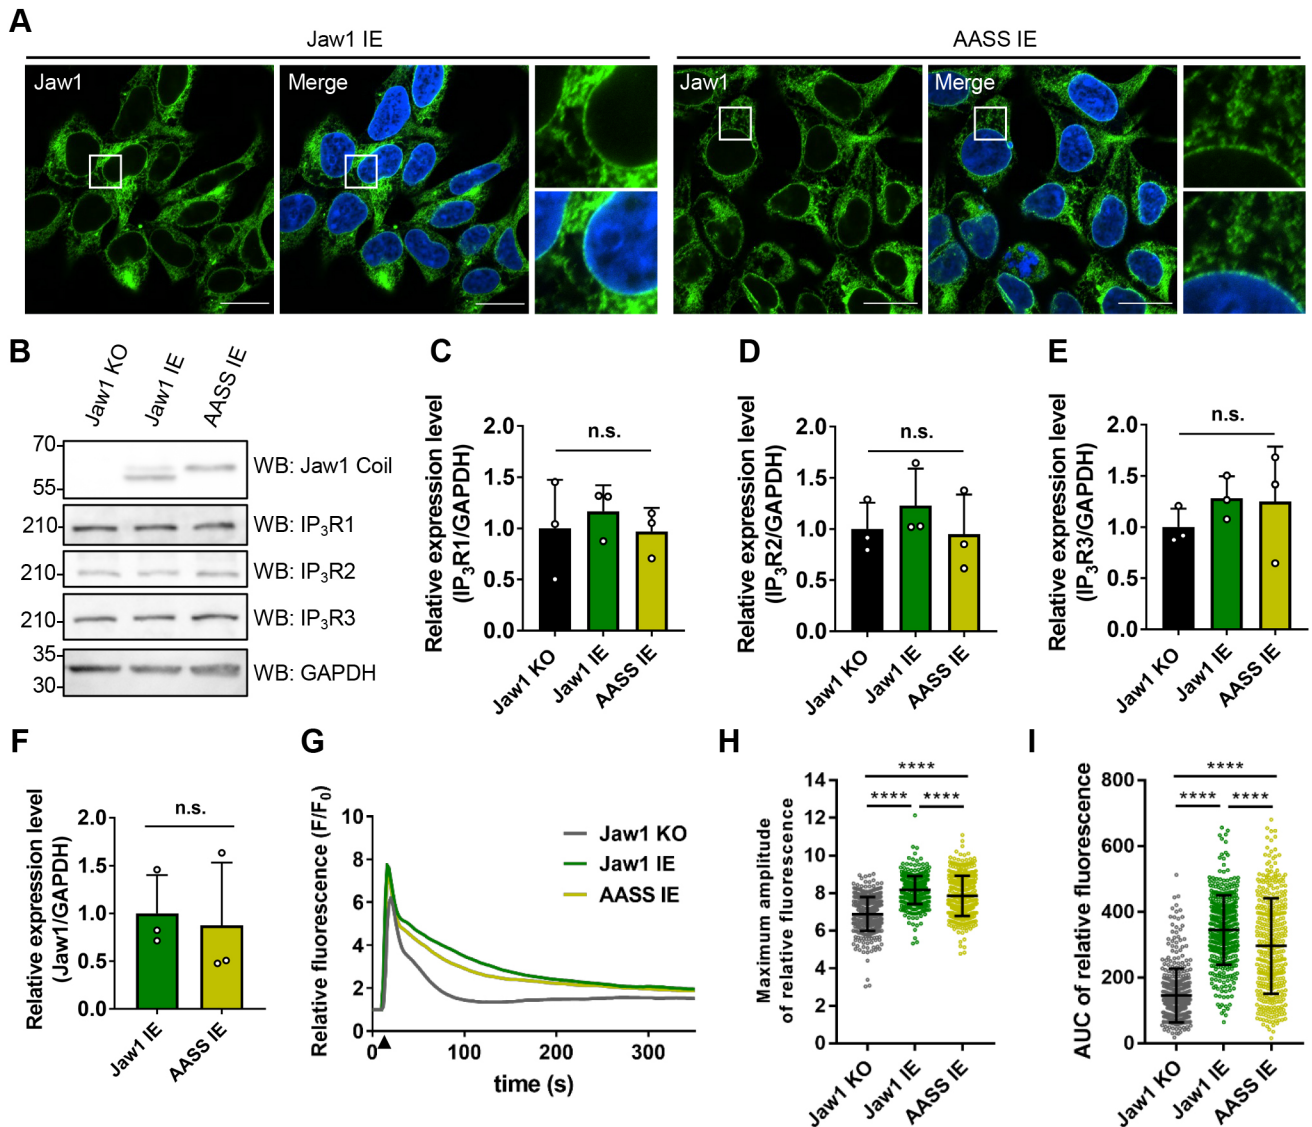 A
Jaw1 IE
AASS IE
Jaw1
Merge
Jaw1
Merge
B
Jaw1 KO
Jaw1 IE
AASS IE
70
55
WB: Jaw1 Coil
210
WB: IP₃R1
210
WB: IP₃R2
210
WB: IP₃R3
35
30
WB: GAPDH
C
Relative expression level
(IP₃R1/GAPDH)
2.0
1.5
1.0
0.5
0.0
n.s.
Jaw1 KO
Jaw1 IE
AASS IE
D
Relative expression level
(IP₃R2/GAPDH)
2.0
1.5
1.0
0.5
0.0
n.s.
Jaw1 KO
Jaw1 IE
AASS IE
E
Relative expression level
(IP₃R3/GAPDH)
2.0
1.5
1.0
0.5
0.0
n.s.
Jaw1 KO
Jaw1 IE
AASS IE
F
Relative expression level
(Jaw1/GAPDH)
2.0
1.5
1.0
0.5
0.0
n.s.
Jaw1 IE
AASS IE
G
Relative fluorescence (F/F₀)
10
8
6
4
2
0
0
100
200
300
time (s)
Jaw1 KO
Jaw1 IE
AASS IE
H
Maximum amplitude
of relative fluorescence
14
12
10
8
6
4
2
0
****
**** ****
Jaw1 KO
Jaw1 IE
AASS IE
I
AUC of relative fluorescence
800
600
400
200
0
****
**** ****
Jaw1 KO
Jaw1 IE
AASS IE